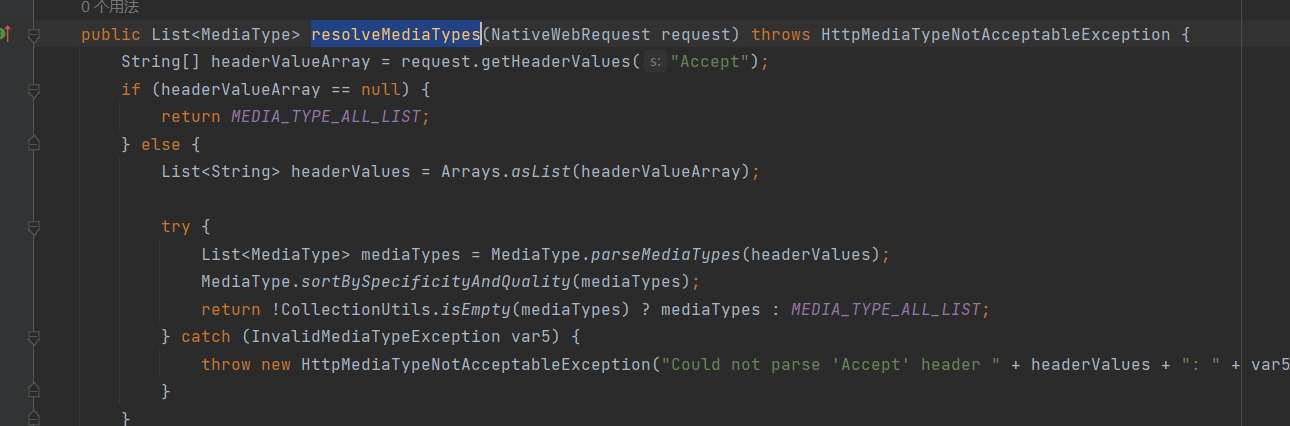 0 个用法
public List<MediaType> resolveMediaTypes(NativeWebRequest request) throws HttpMediaTypeNotAcceptableException {
String[] headerValueArray = request.getHeaderValues( s: "Accept");
if (headerValueArray == null) {
return MEDIA_TYPE_ALL_LIST;
} else {
List<String> headerValues = Arrays.asList(headerValueArray);
try {
List<MediaType> mediaTypes = MediaType.parseMediaTypes(headerValues);
MediaType.sortBySpecificityAndQuality(mediaTypes);
return !CollectionUtils.isEmpty(mediaTypes) ? mediaTypes : MEDIA_TYPE_ALL_LIST;
} catch (InvalidMediaTypeException var5) {
throw new HttpMediaTypeNotAcceptableException("Could not parse 'Accept' header " + headerValues + ": " + var5
}
}